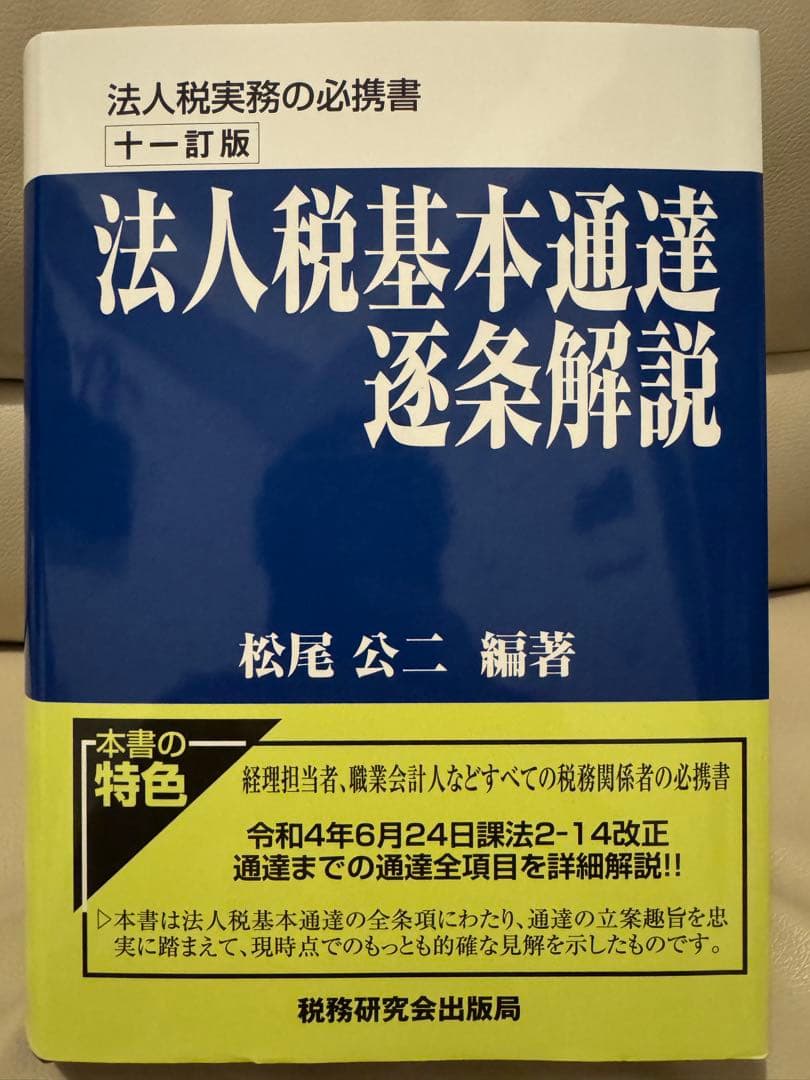 法人税実務の必携書
十一訂版
法人税基本通達
逐条解説
松尾 公二 編著
本書の
特色
経理担当者、職業会計人などすべての税務関係者の必携書
令和4年6月24日課法2-14改正
通達までの通達全項目を詳細解説!!
▷本書は法人税基本通達の全条項にわたり、通達の立案趣旨を忠
実に踏まえて、現時点でのもっとも的確な見解を示したものです。
税務研究会出版局